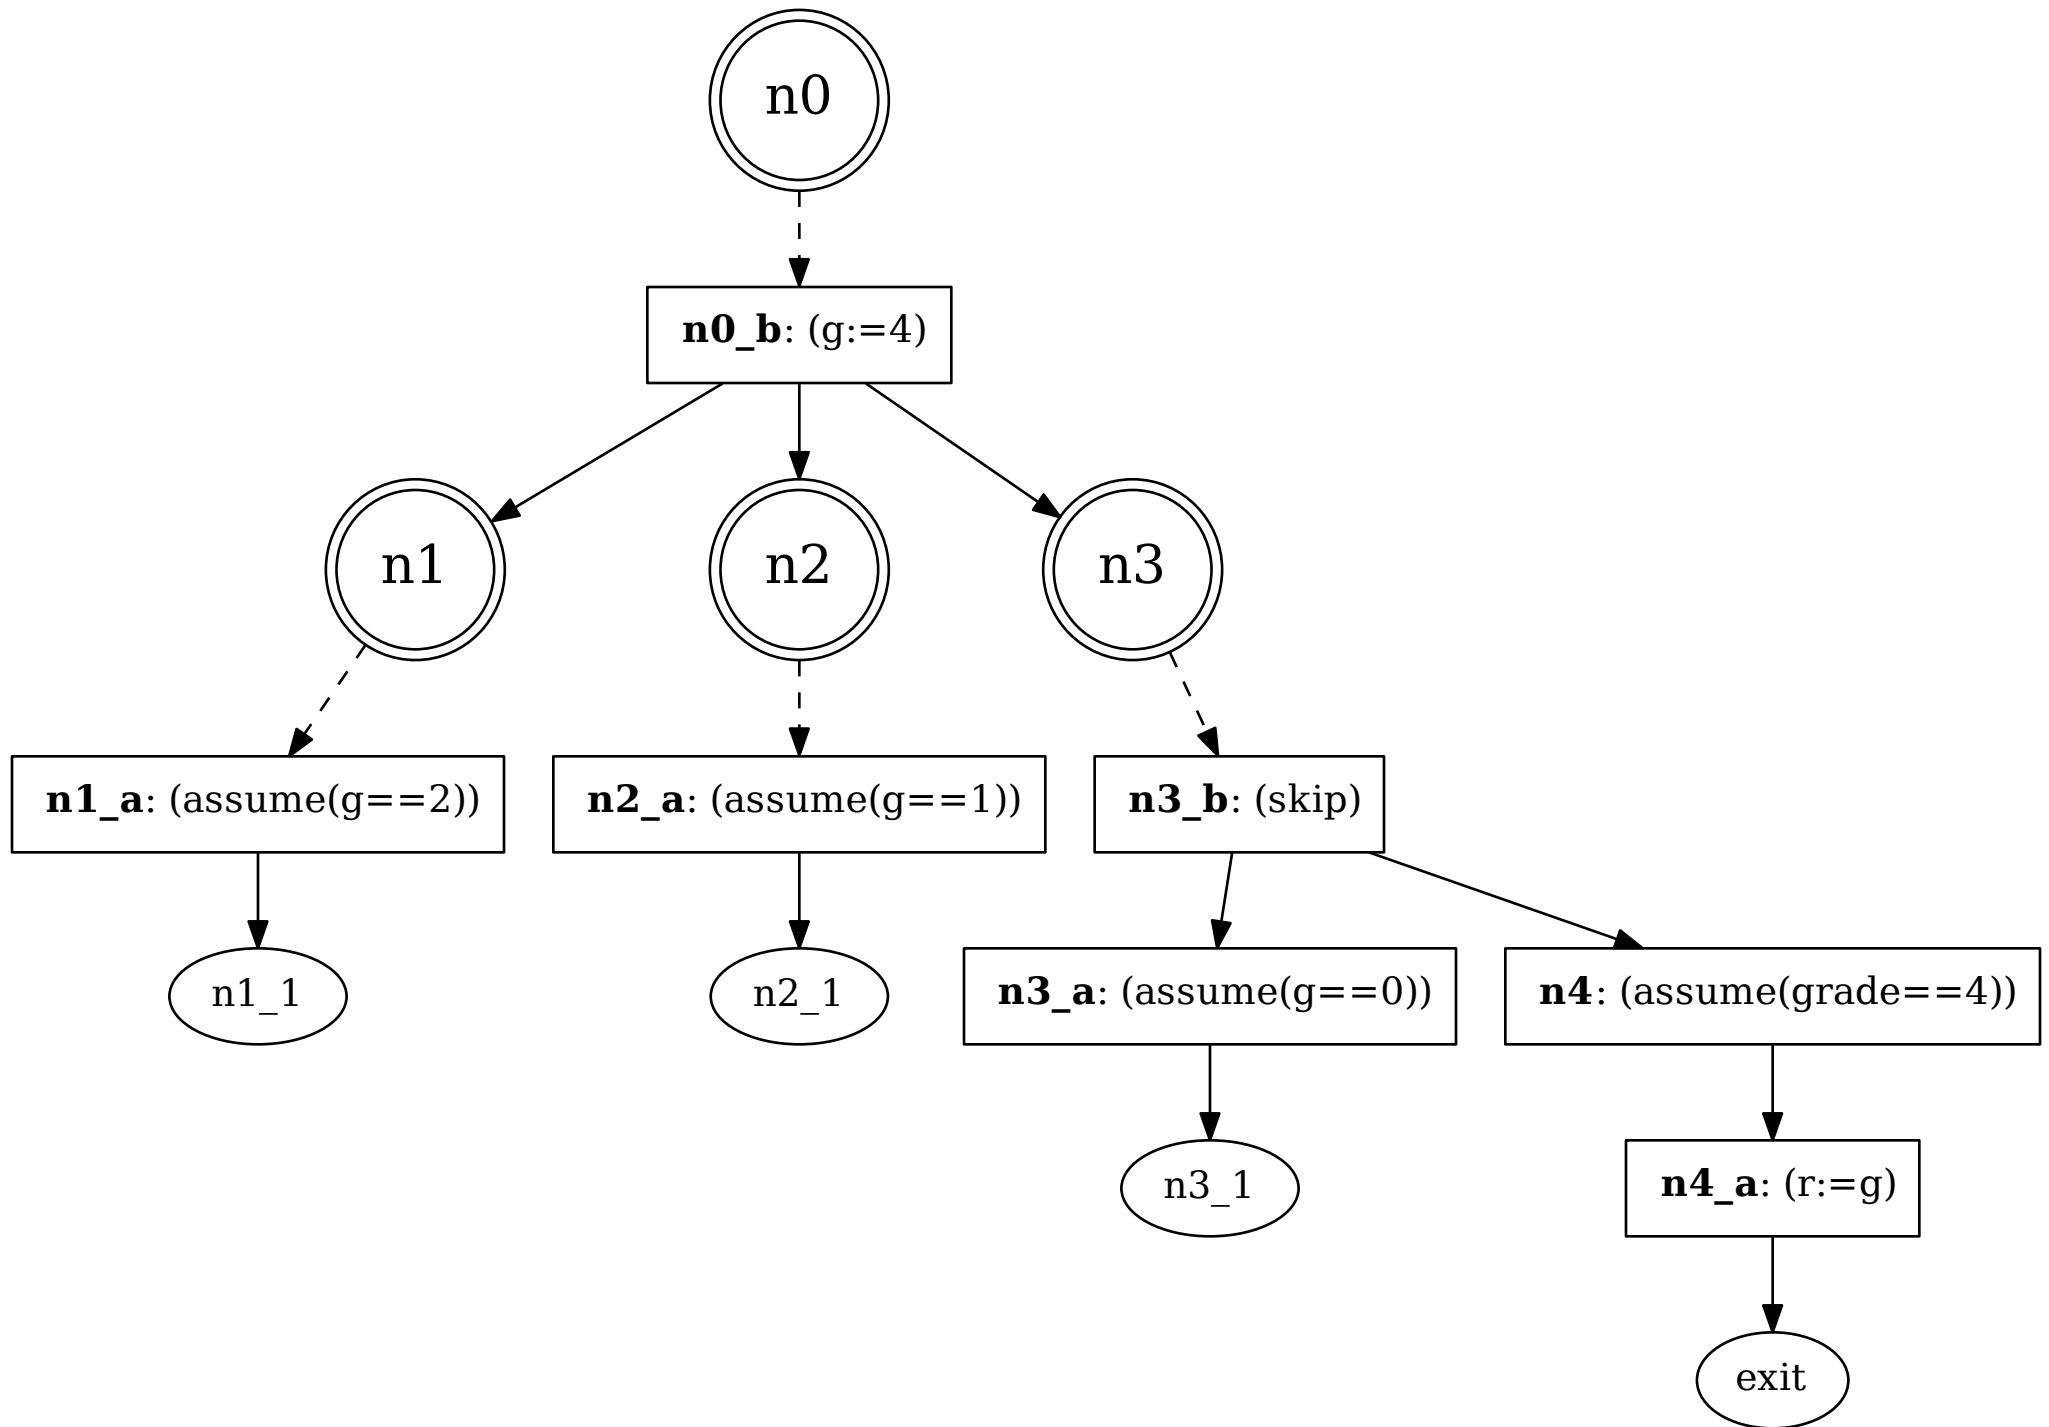 n0
n0_b: (g:=4)
n1
n2
n3
n1_a: (assume(g==2))
n2_a: (assume(g==1))
n3_b: (skip)
n1_1
n2_1
n3_a: (assume(g==0))
n4: (assume(grade==4))
n3_1
n4_a: (r:=g)
exit